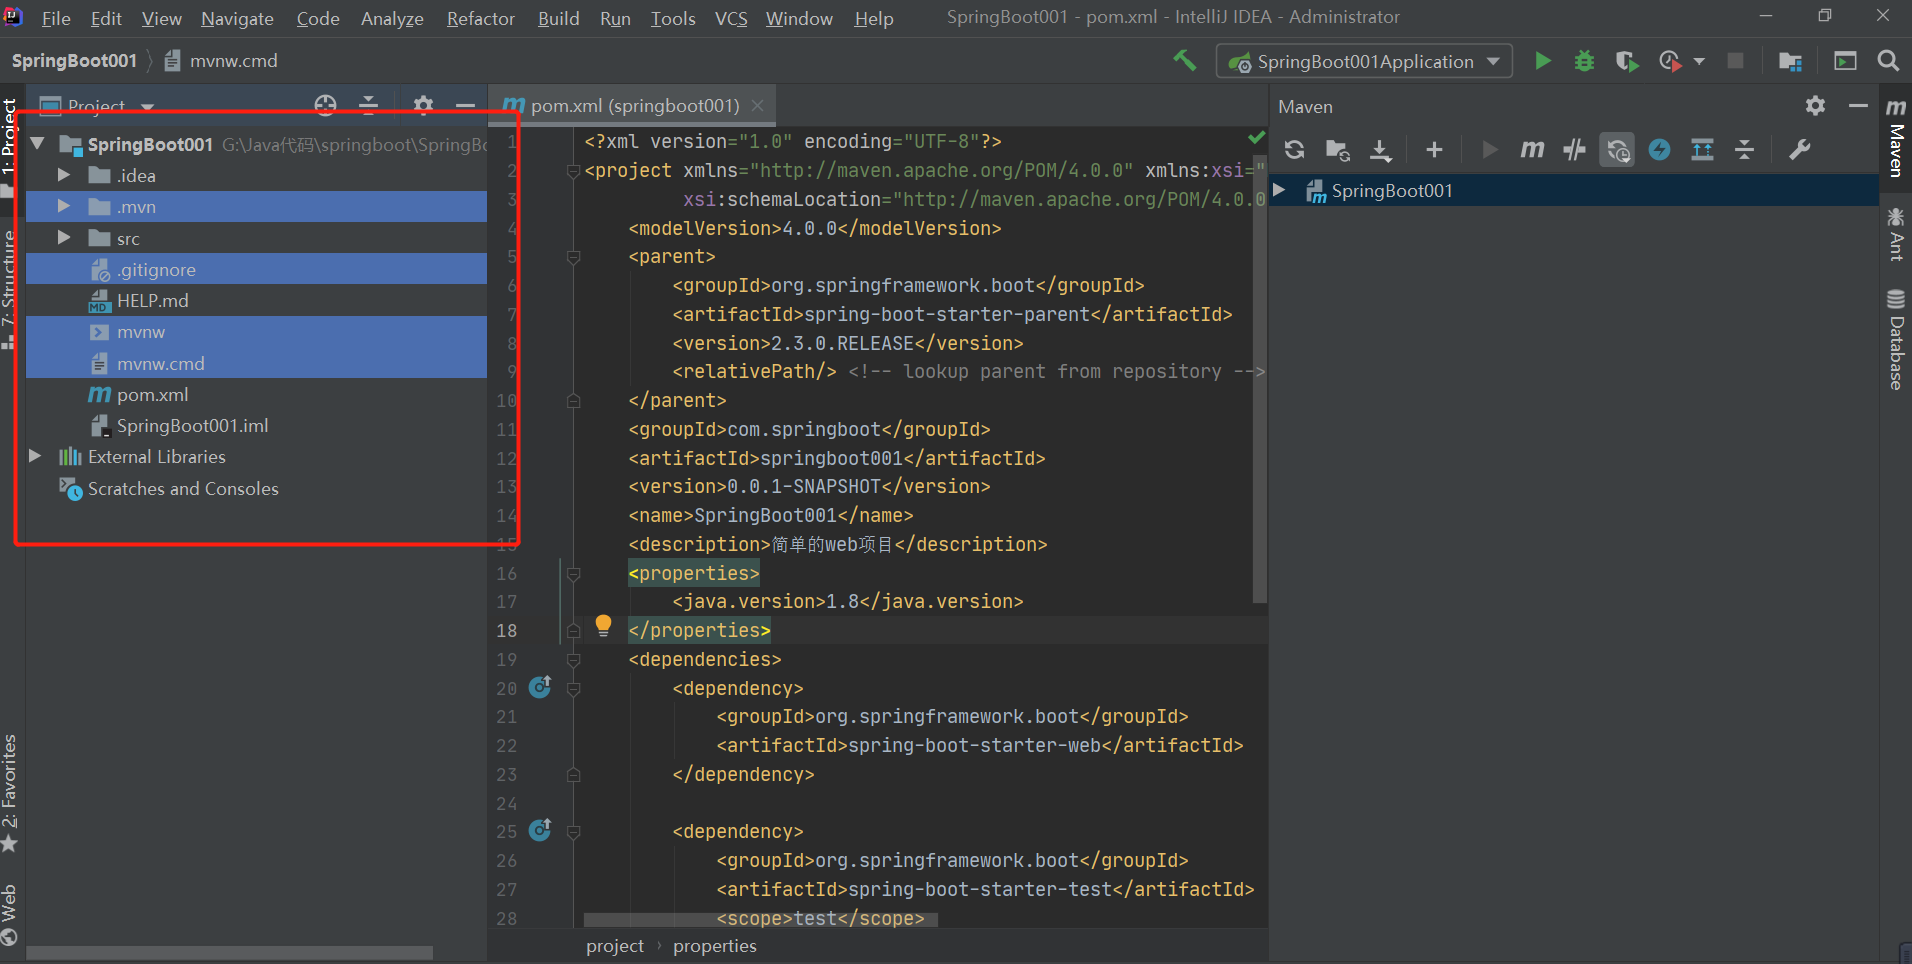 File Edit View Navigate Code Analyze Refactor Build Run Tools VCS Window Help SpringBoot001 - pom.xml - IntelliJ IDEA - Administrator
SpringBoot001 mvnw.cmd SpringBoot001Application
1: Project
7: Structure
2: Favorites
Web
Project
SpringBoot001 G:\Java代码\springboot\SpringBo
.idea
.mvn
src
.gitignore
HELP.md
mvnw
mvnw.cmd
pom.xml
SpringBoot001.iml
External Libraries
Scratches and Consoles
pom.xml (springboot001)
1 <?xml version="1.0" encoding="UTF-8"?>
2 <project xmlns="http://maven.apache.org/POM/4.0.0" xmlns:xsi="
3 xsi:schemaLocation="http://maven.apache.org/POM/4.0.0
4 <modelVersion>4.0.0</modelVersion>
5 <parent>
6 <groupId>org.springframework.boot</groupId>
7 <artifactId>spring-boot-starter-parent</artifactId>
8 <version>2.3.0.RELEASE</version>
9 <relativePath/> <!-- lookup parent from repository -->
10 </parent>
11 <groupId>com.springboot</groupId>
12 <artifactId>springboot001</artifactId>
13 <version>0.0.1-SNAPSHOT</version>
14 <name>SpringBoot001</name>
15 <description>简单的web项目</description>
16 <properties>
17 <java.version>1.8</java.version>
18 </properties>
19 <dependencies>
20 <dependency>
21 <groupId>org.springframework.boot</groupId>
22 <artifactId>spring-boot-starter-web</artifactId>
23 </dependency>
24
25 <dependency>
26 <groupId>org.springframework.boot</groupId>
27 <artifactId>spring-boot-starter-test</artifactId>
28 <scope>test</scope>
project › properties
Maven
SpringBoot001
Maven
Ant
Database